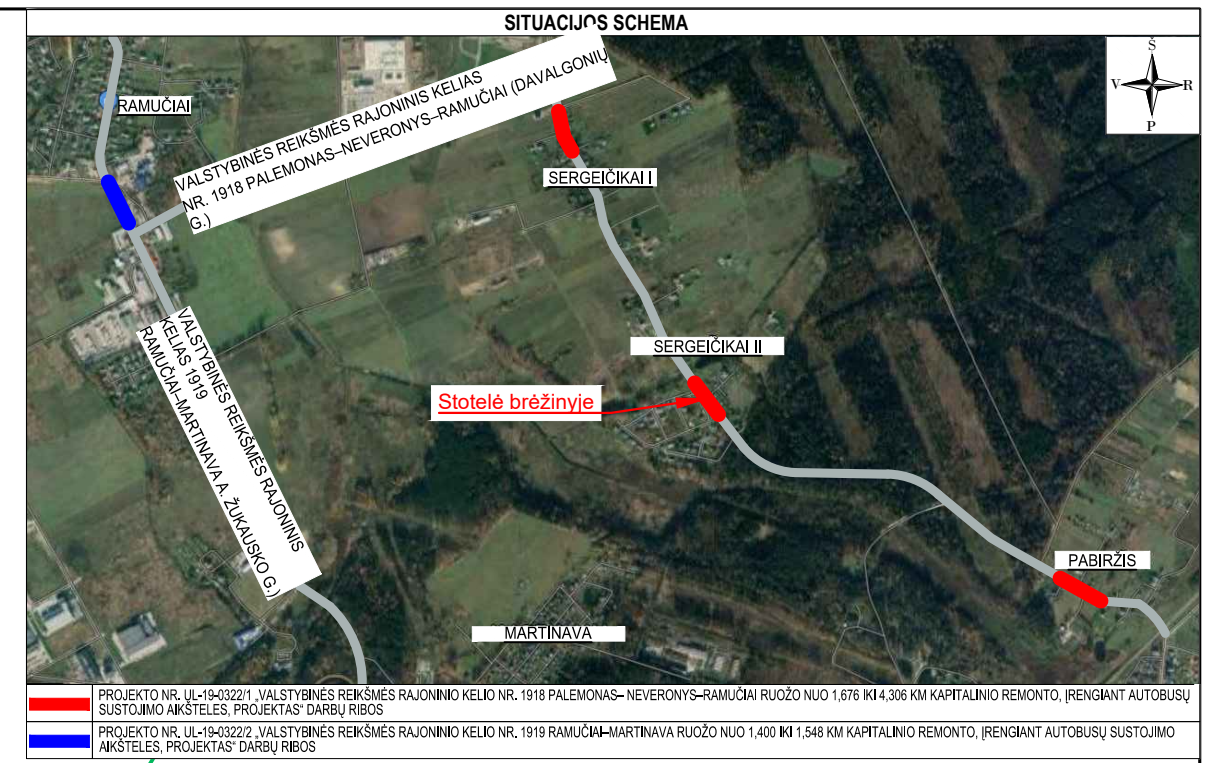 SITUACIJOS SCHEMA
Š
V
R
P
RAMUČIAI
VALSTYBINĖS REIKŠMĖS RAJONINIS KELIAS
NR. 1918 PALEMONAS–NEVERONYS–RAMUČIAI (DAVALGONIŲ
G.)
SERGEIČIKAI I
VALSTYBINĖS REIKŠMĖS RAJONINIS
KELIAS 1919
RAMUČIAI–MARTINAVA A. ŽUKAUSKO G.)
SERGEIČIKAI II
Stotelė brėžinyje
PABIRŽIS
MARTINAVA
PROJEKTO NR. UL-19-0322/1 „VALSTYBINĖS REIKŠMĖS RAJONINIO KELIO NR. 1918 PALEMONAS– NEVERONYS–RAMUČIAI RUOŽO NUO 1,676 IKI 4,306 KM KAPITALINIO REMONTO, ĮRENGIANT AUTOBUSŲ
SUSTOJIMO AIKŠTELES, PROJEKTAS“ DARBŲ RIBOS
PROJEKTO NR. UL-19-0322/2 „VALSTYBINĖS REIKŠMĖS RAJONINIO KELIO NR. 1919 RAMUČIAI–MARTINAVA RUOŽO NUO 1,400 IKI 1,548 KM KAPITALINIO REMONTO, ĮRENGIANT AUTOBUSŲ SUSTOJIMO
AIKŠTELES, PROJEKTAS“ DARBŲ RIBOS